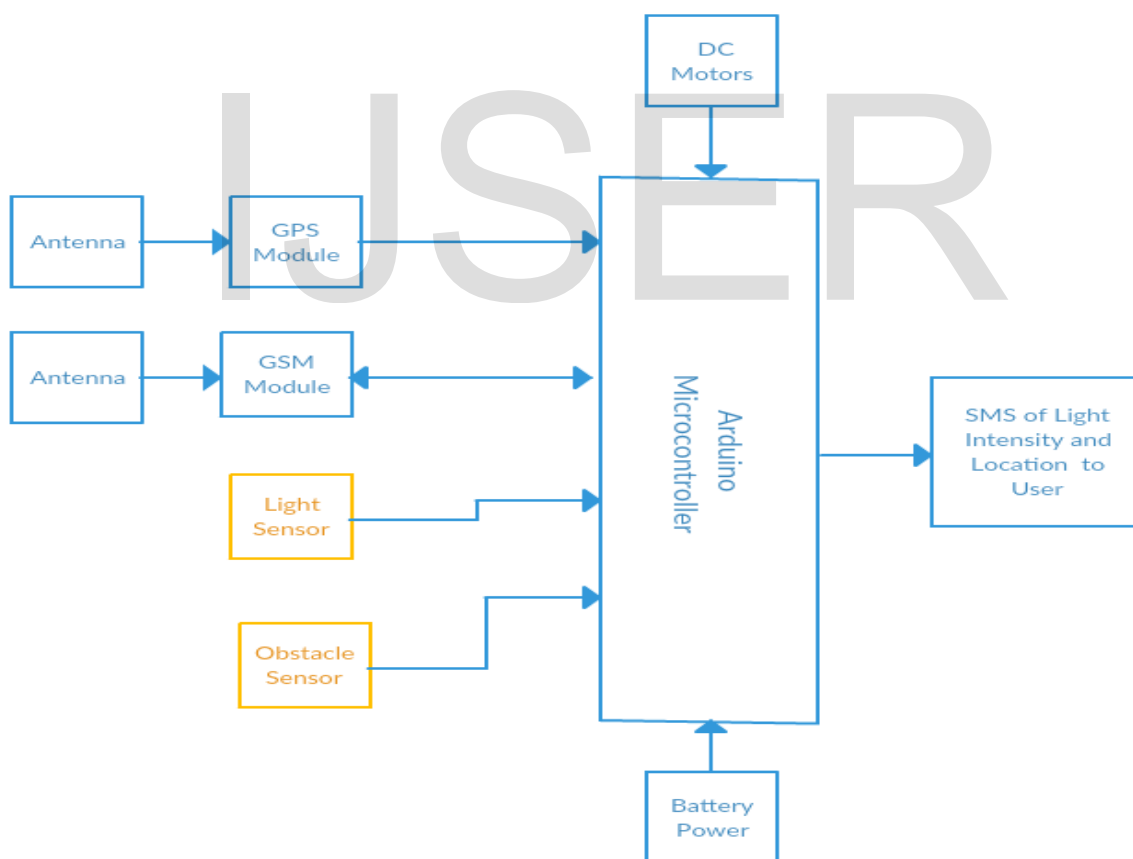 DC
Motors
IJSER
Antenna
GPS
Module
Antenna
GSM
Module
Arduino
Microcontroller
SMS of Light
Intensity and
Location to
User
Light
Sensor
Obstacle
Sensor
Battery
Power